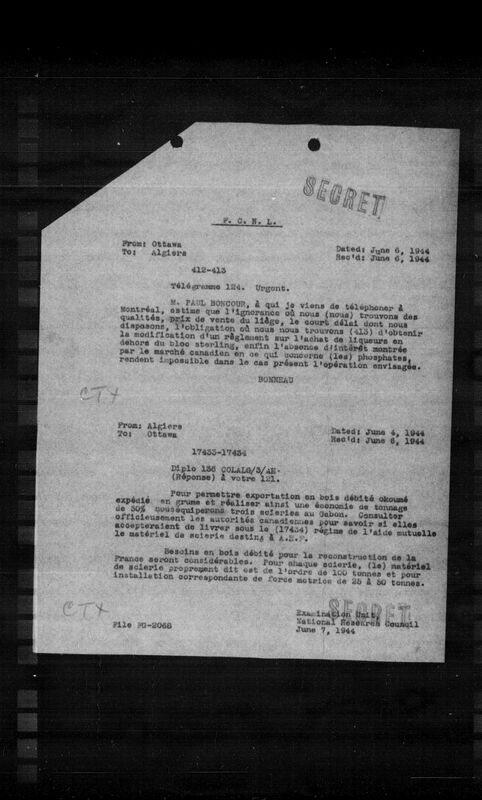 SECRET
F. C. N. L.
From: Ottawa
To: Algiers
Dated: June 6, 1944
Rec'd: June 6, 1944
412-413
Télégramme 124. Urgent.
M. PAUL BONCOUR, à qui je viens de téléphoner à
Montréal, estime que l'ignorance où nous (nous) trouvons des
qualités, prix de vente du liège, le court délai dont nous
disposons, l'obligation où nous nous trouvons (413) d'obtenir
la modification d'un règlement sur l'achat de liqueurs en
dehors du bloc sterling, enfin l'absence d'intérêt montrée
par le marché canadien en ce qui concerne (les) phosphates,
rendent impossible dans le cas présent l'opération envisagée.
BONNEAU
CTX
From: Algiers
To: Ottawa
Dated: June 4, 1944
Rec'd: June 6, 1944
17433-17434
Diplo 136 COLALG/3/AE-
(Réponse) à votre 121.
Pour permettre exportation en bois débité okoumé
expédié en grume et réaliser ainsi une économie de tonnage
de 50% nous équiperons trois scieries au Gabon. Consulter
officieusement les autorités canadiennes pour savoir si elles
accepteraient de livrer sous le (17434) régime de l'aide mutuelle
le matériel de scierie destiné à A.E.F.
Besoins en bois débité pour la reconstruction de la
France seront considérables. Pour chaque scierie, (le) matériel
de scierie proprement dit est de l'ordre de 100 tonnes et pour
installation correspondante de force motrice de 25 à 30 tonnes.
CTX
SECRET
File FG-2068
Examination Unit,
National Research Council
June 7, 1944